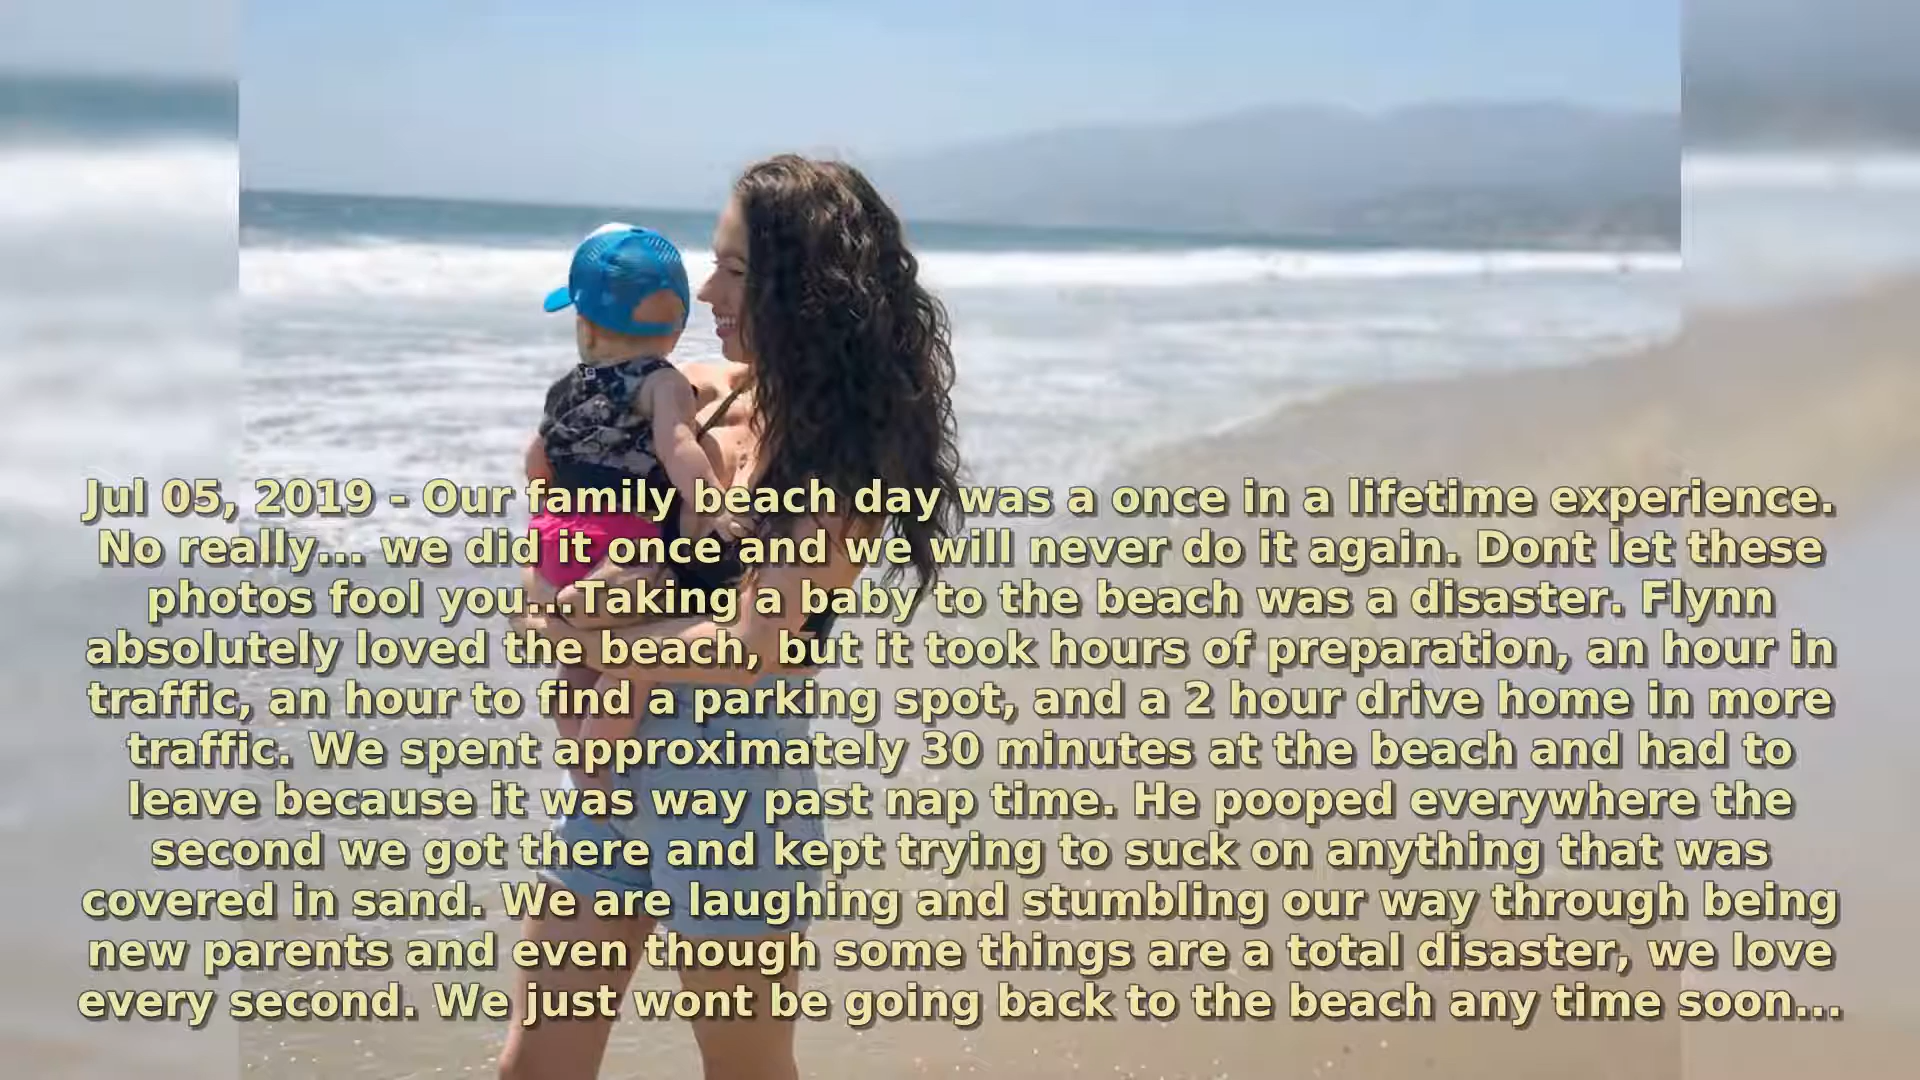 Jul 05, 2019 - Our family beach day was a once in a lifetime experience.
No really... we did it once and we will never do it again. Dont let these
photos fool you...Taking a baby to the beach was a disaster. Flynn
absolutely loved the beach, but it took hours of preparation, an hour in
traffic, an hour to find a parking spot, and a 2 hour drive home in more
traffic. We spent approximately 30 minutes at the beach and had to
leave because it was way past nap time. He pooped everywhere the
second we got there and kept trying to suck on anything that was
covered in sand. We are laughing and stumbling our way through being
new parents and even though some things are a total disaster, we love
every second. We just wont be going back to the beach any time soon...